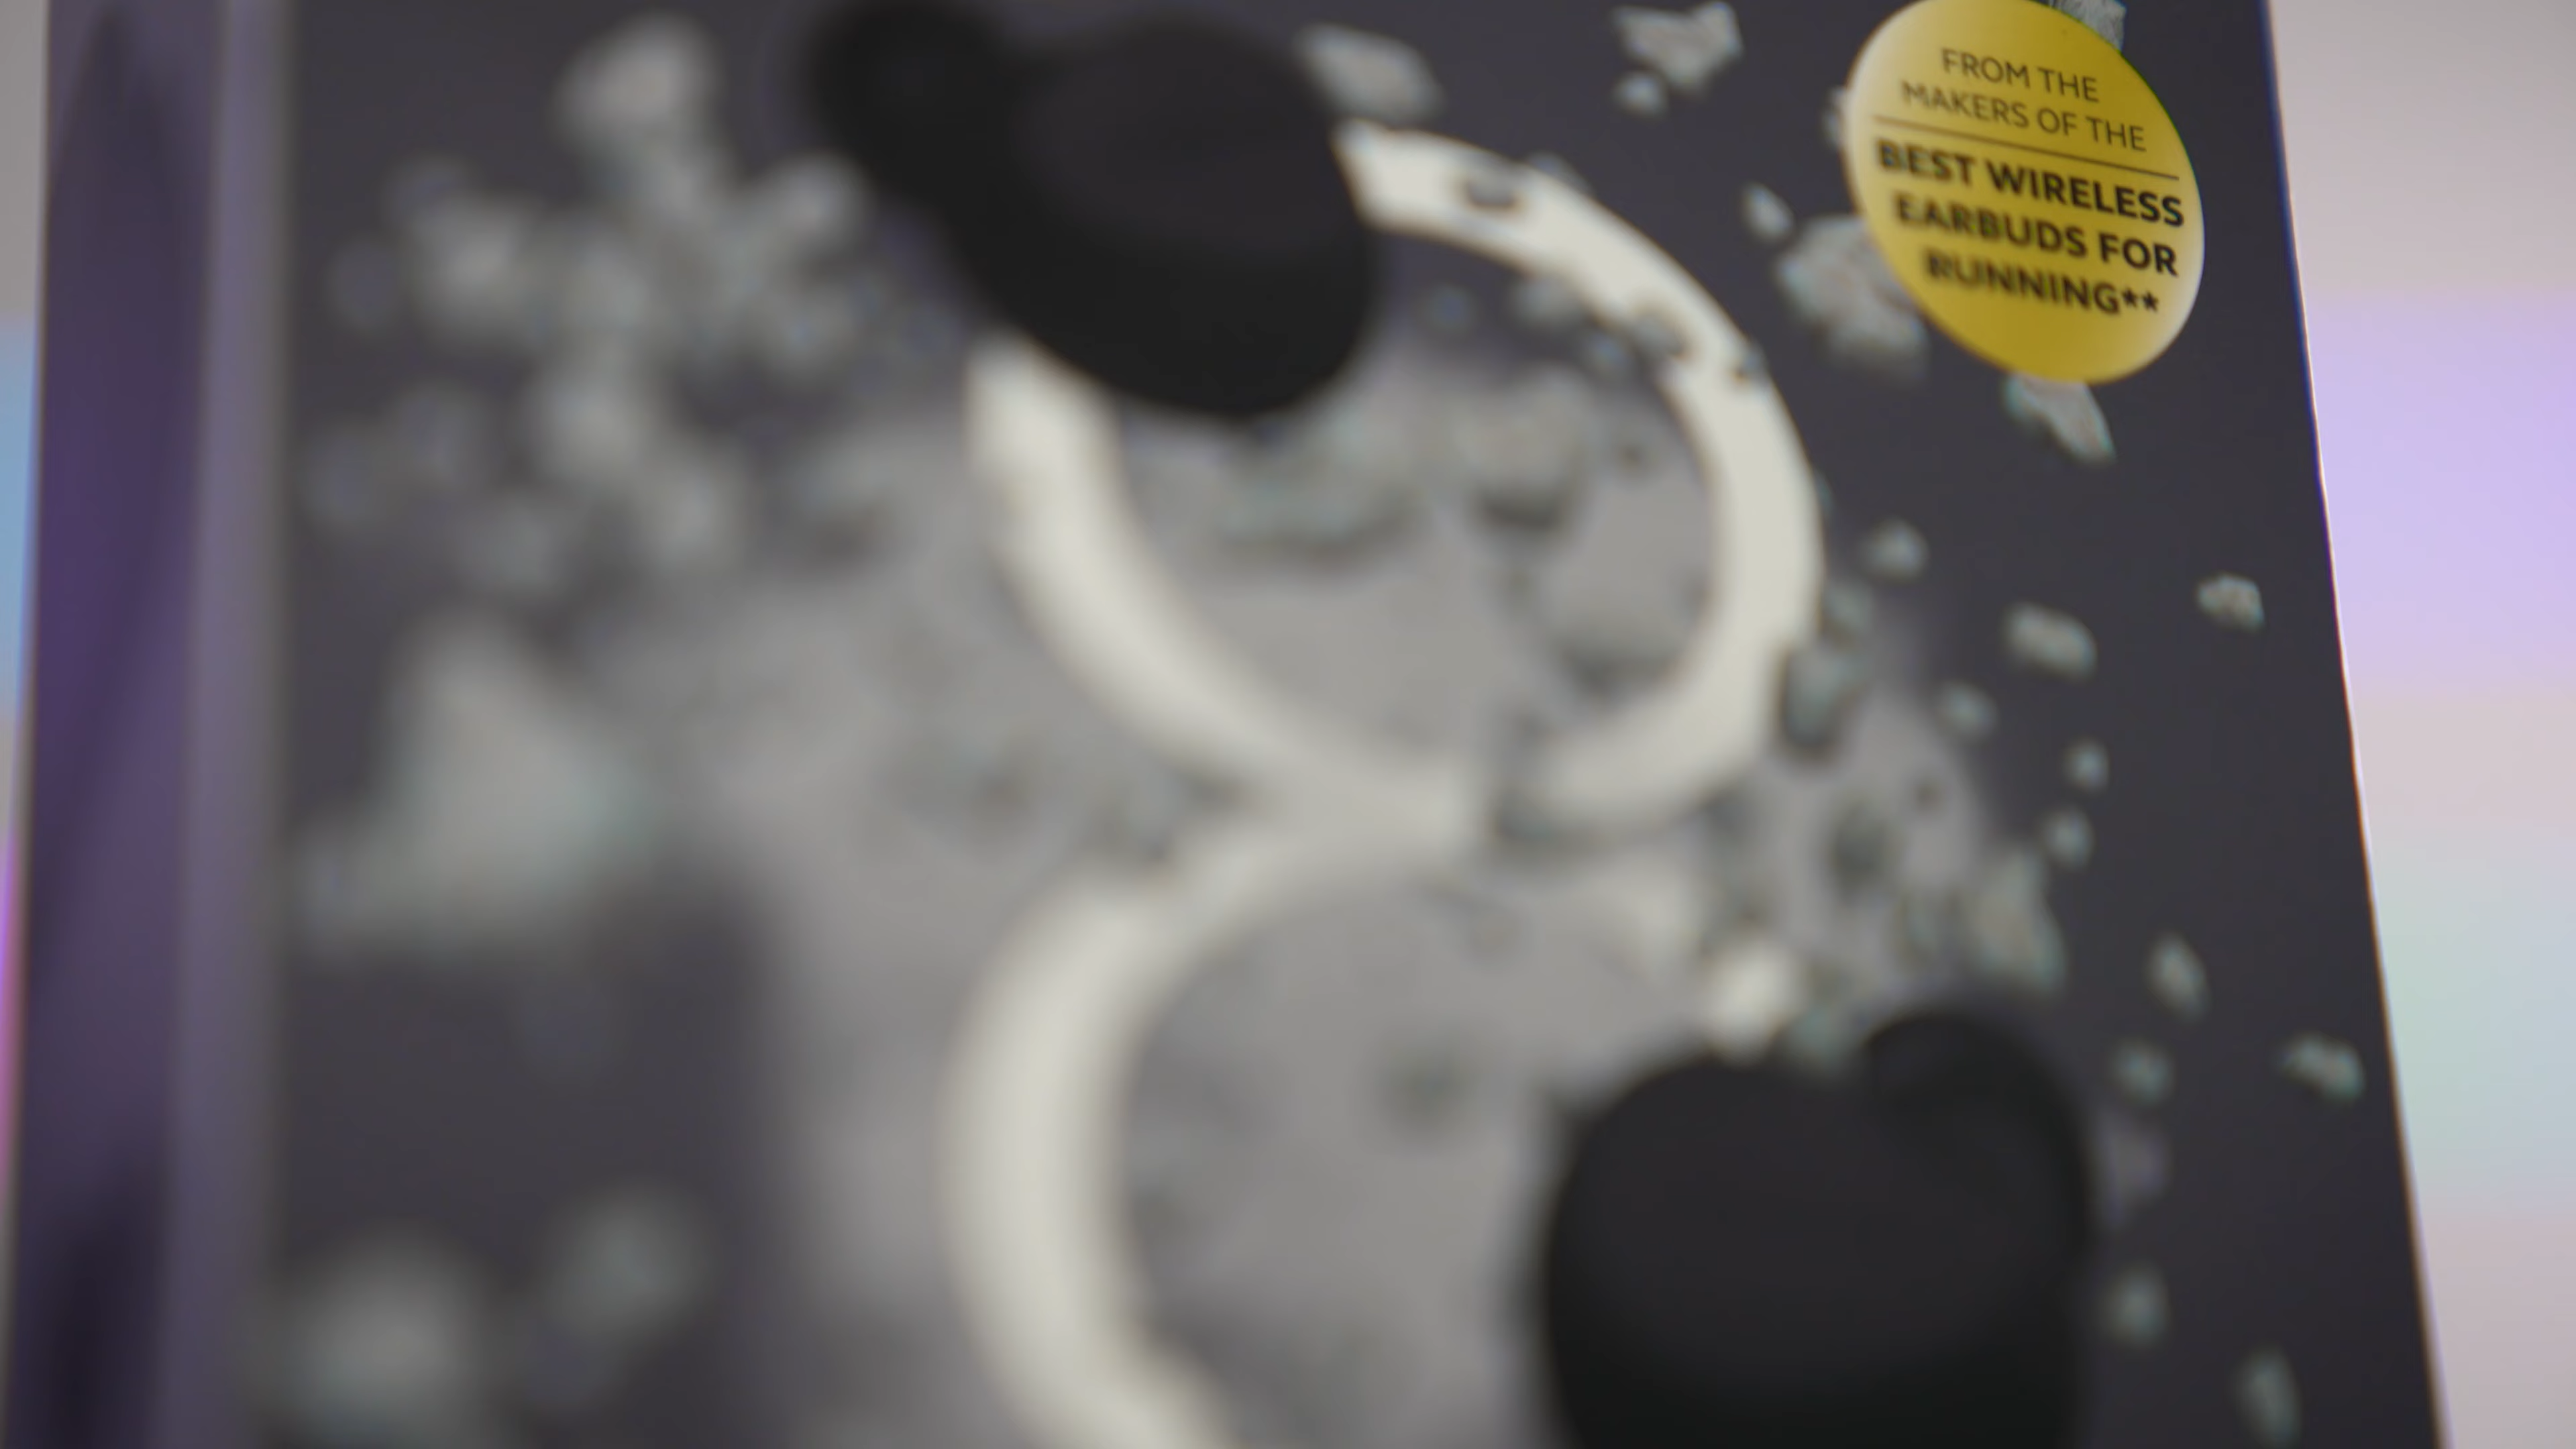 FROM THE
MAKERS OF THE
BEST WIRELESS
EARBUDS FOR
RUNNING**